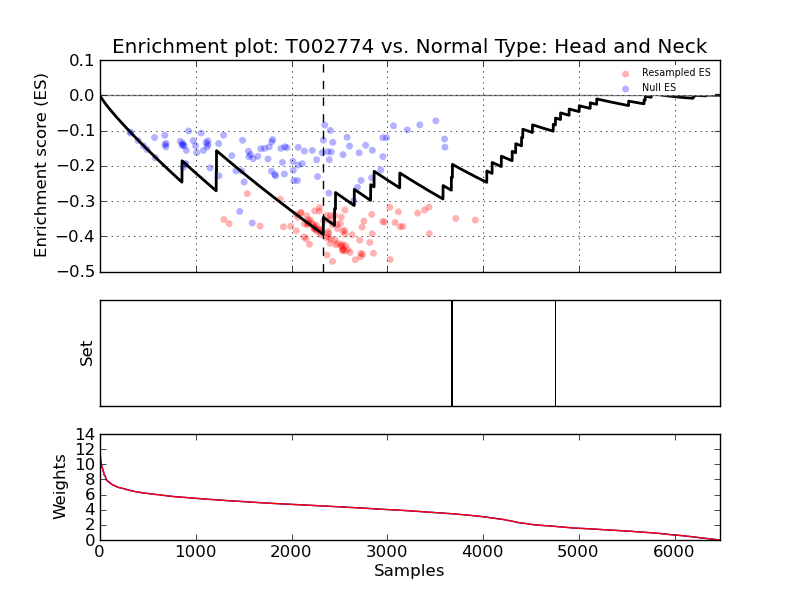 Enrichment plot: T002774 vs. Normal Type: Head and Neck
Enrichment score (ES)
0.1
0.0
−0.1
−0.2
−0.3
−0.4
−0.5
Resampled ES
Null ES
Set
Weights
14
12
10
8
6
4
2
0
0 1000 2000 3000 4000 5000 6000
Samples